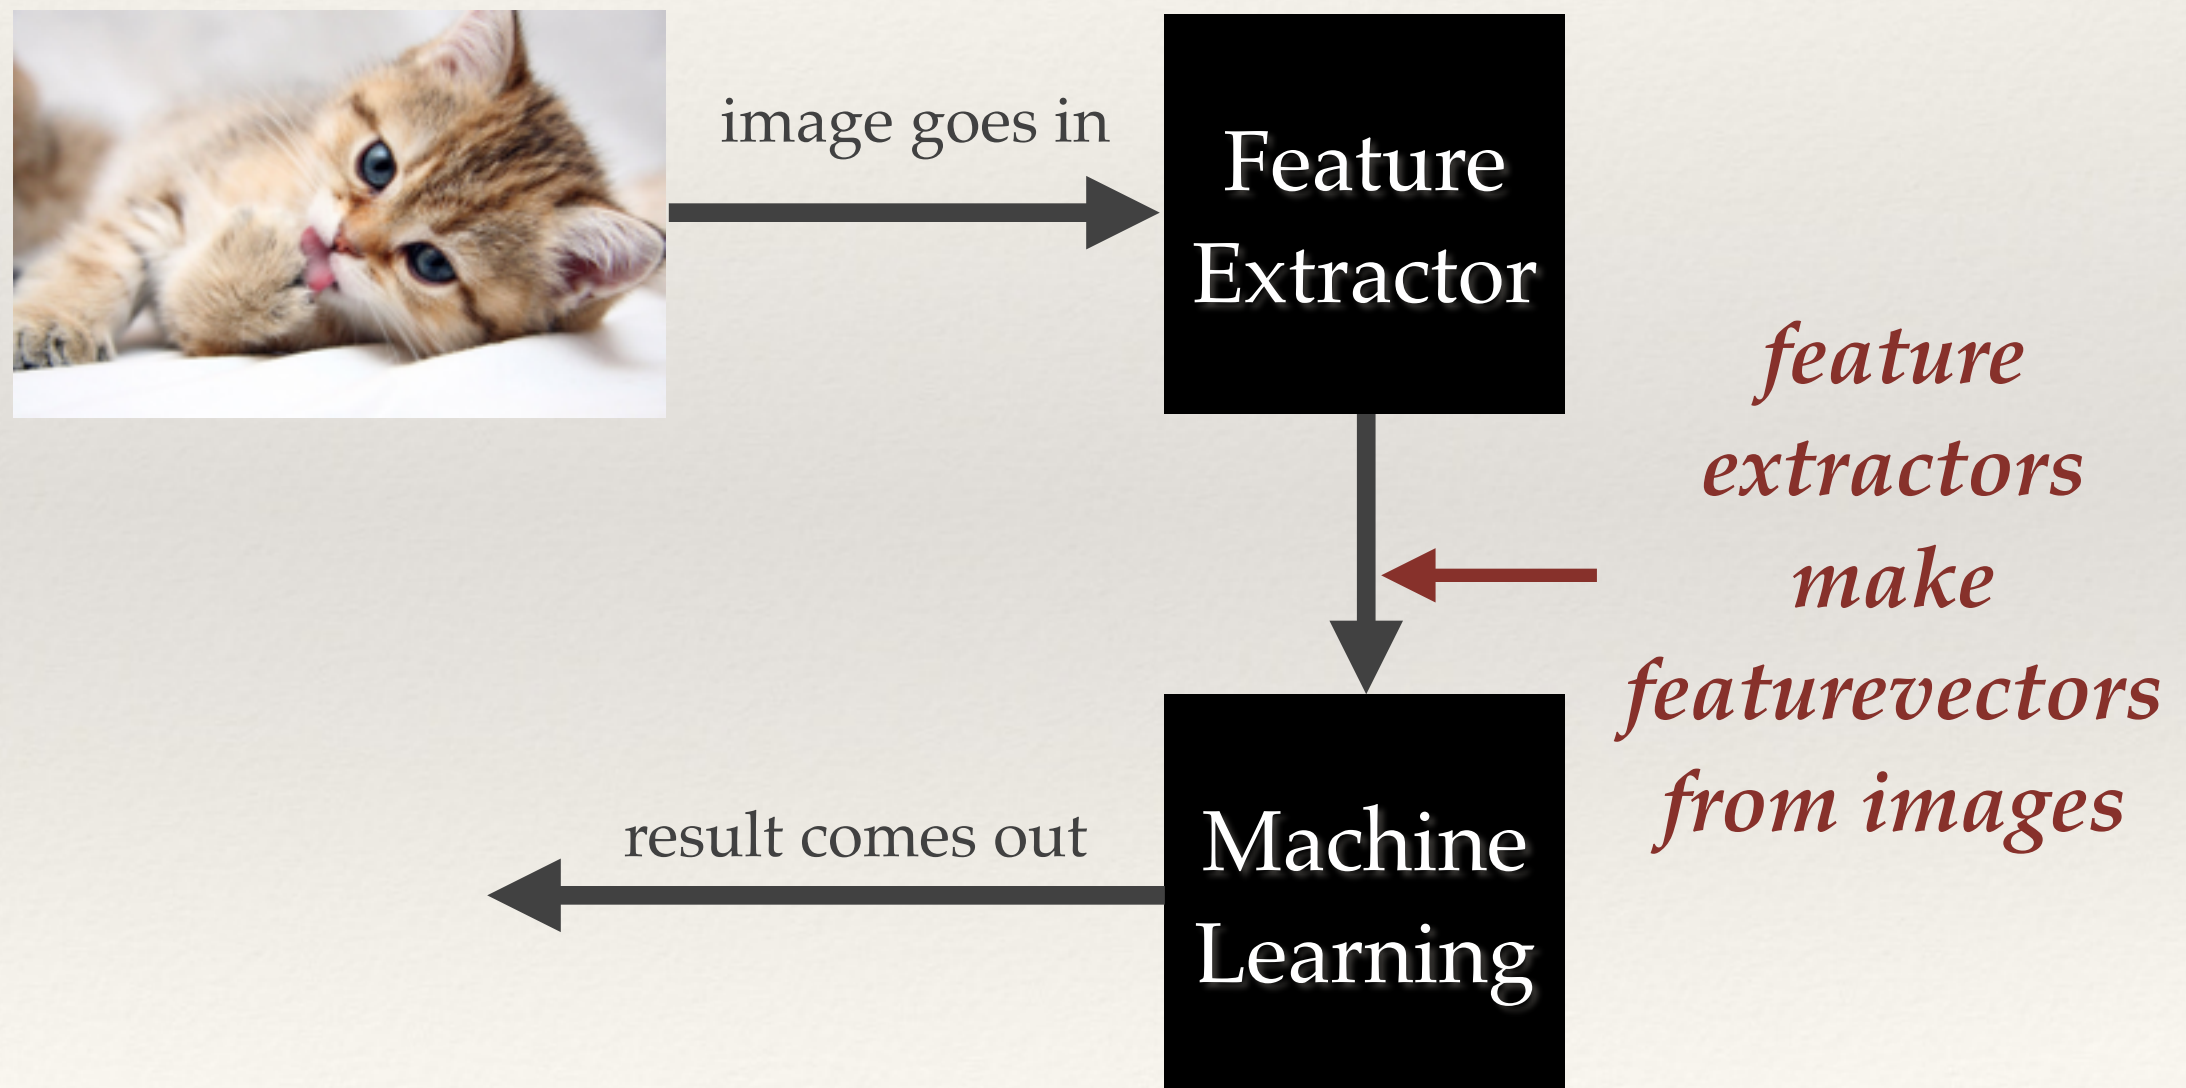 image goes in
Feature
Extractor
feature
extractors
make
featurevectors
from images
Machine
Learning
result comes out